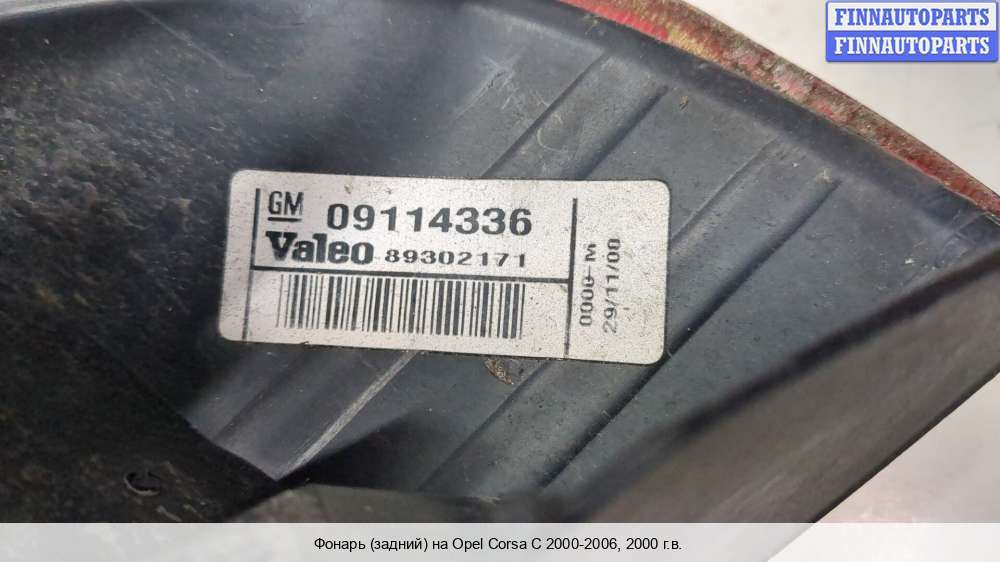 FINNAUTOPARTS
FINNAUTOPARTS
GM 09114336
Valeo 89302171
0000 M
29/11/00
Фонарь (задний) на Opel Corsa C 2000-2006, 2000 г.в.